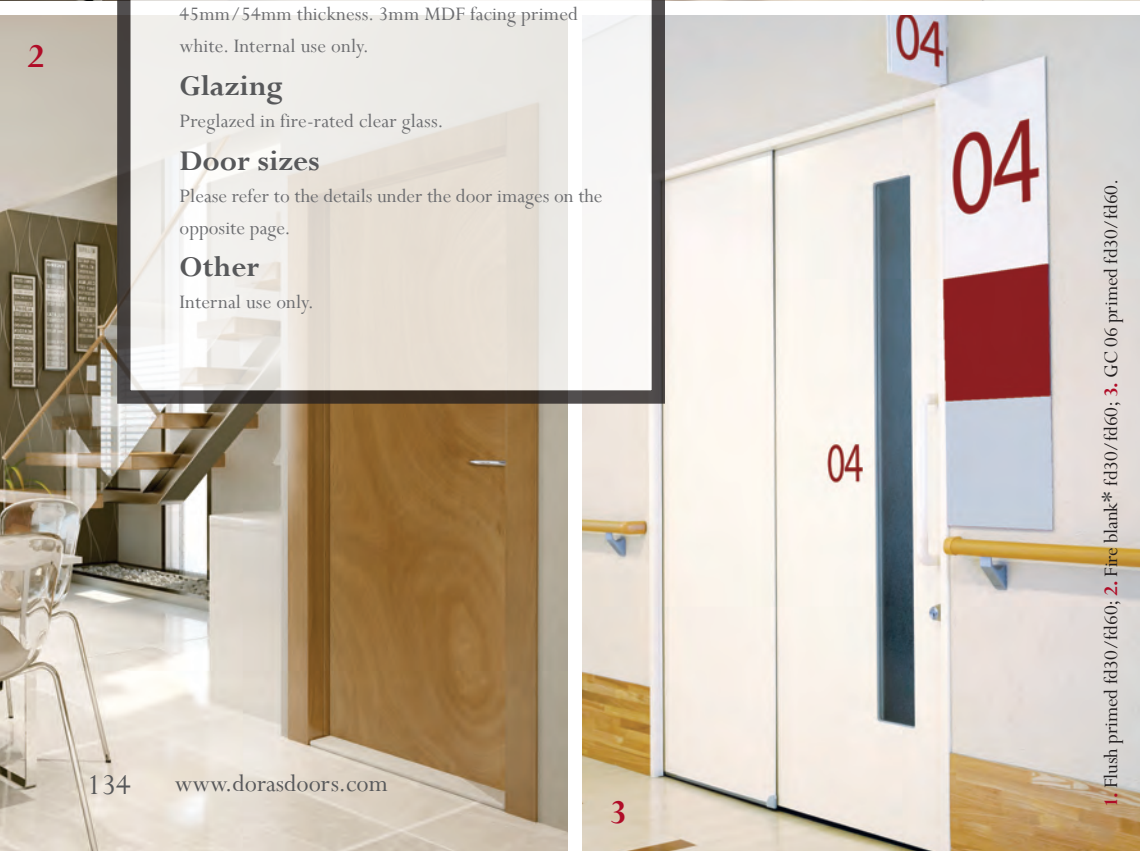 45mm/54mm thickness. 3mm MDF facing primed
white. Internal use only.
Glazing
Preglazed in fire-rated clear glass.
Door sizes
Please refer to the details under the door images on the
opposite page.
Other
Internal use only.
2
04
04
04
3
1. Flush primed fd30/fd60; 2. Fire blank* fd30/fd60; 3. GC 06 primed fd30/fd60.
134 www.dorasdoors.com